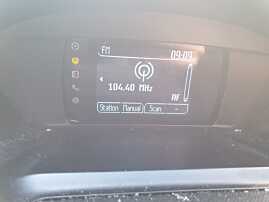 FM 09:09
104.40 MHz
AF
Station Manual Scan